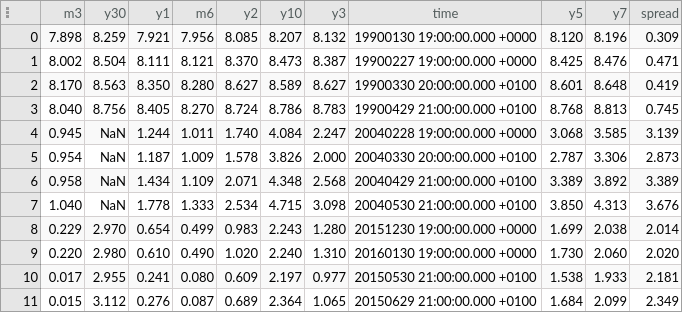 m3 y30 y1 m6 y2 y10 y3 time y5 y7 spread
0 7.898 8.259 7.921 7.956 8.085 8.207 8.132 19900130 19:00:00.000 +0000 8.120 8.196 0.309
1 8.002 8.504 8.111 8.121 8.370 8.473 8.387 19900227 19:00:00.000 +0000 8.425 8.476 0.471
2 8.170 8.563 8.350 8.280 8.627 8.589 8.627 19900330 20:00:00.000 +0100 8.601 8.648 0.419
3 8.040 8.756 8.405 8.270 8.724 8.786 8.783 19900429 21:00:00.000 +0100 8.768 8.813 0.745
4 0.945 NaN 1.244 1.011 1.740 4.084 2.247 20040228 19:00:00.000 +0000 3.068 3.585 3.139
5 0.954 NaN 1.187 1.009 1.578 3.826 2.000 20040330 20:00:00.000 +0100 2.787 3.306 2.873
6 0.958 NaN 1.434 1.109 2.071 4.348 2.568 20040429 21:00:00.000 +0100 3.389 3.892 3.389
7 1.040 NaN 1.778 1.333 2.534 4.715 3.098 20040530 21:00:00.000 +0100 3.850 4.313 3.676
8 0.229 2.970 0.654 0.499 0.983 2.243 1.280 20151230 19:00:00.000 +0000 1.699 2.038 2.014
9 0.220 2.980 0.610 0.490 1.020 2.240 1.310 20160130 19:00:00.000 +0000 1.730 2.060 2.020
10 0.017 2.955 0.241 0.080 0.609 2.197 0.977 20150530 21:00:00.000 +0100 1.538 1.933 2.181
11 0.015 3.112 0.276 0.087 0.689 2.364 1.065 20150629 21:00:00.000 +0100 1.684 2.099 2.349